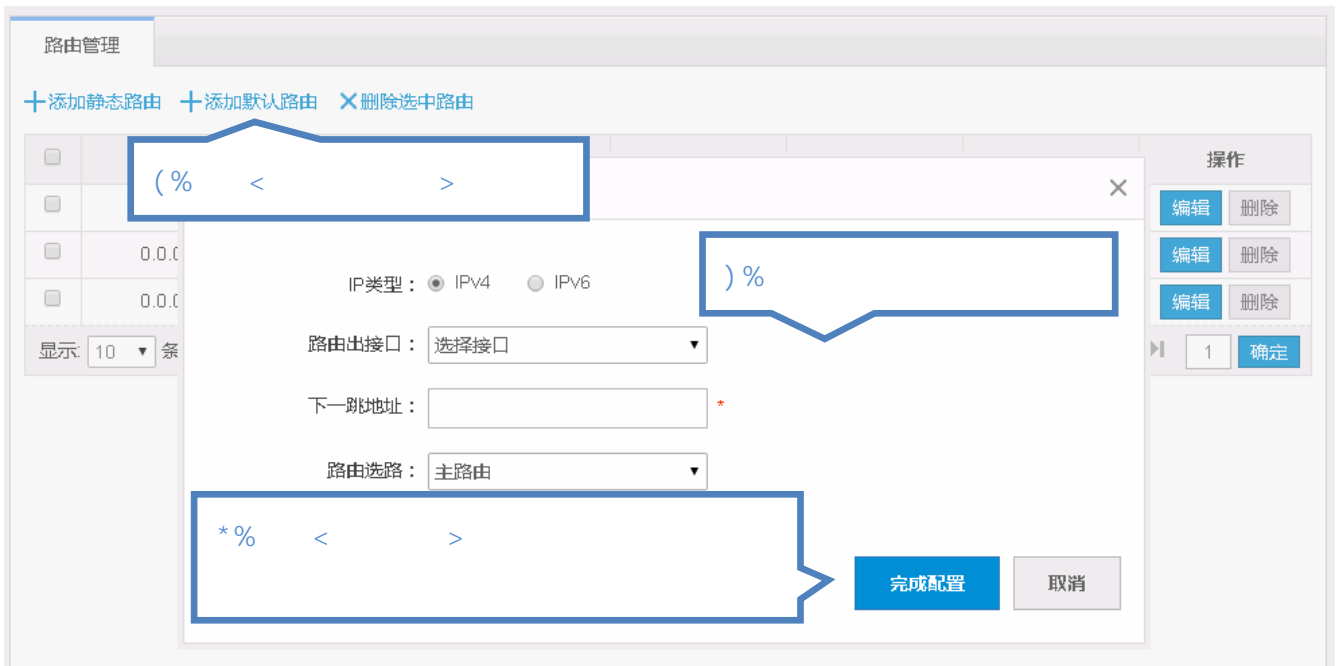 路由管理
添加静态路由 添加默认路由 删除选中路由
操作
(% < >
编辑 删除
0.0.0
编辑 删除
IP类型： IPv4 IPv6
)%
0.0.0
编辑 删除
路由出接口： 选择接口
显示: 10 条
1 确定
下一跳地址： *
路由选路： 主路由
*% < >
完成配置 取消